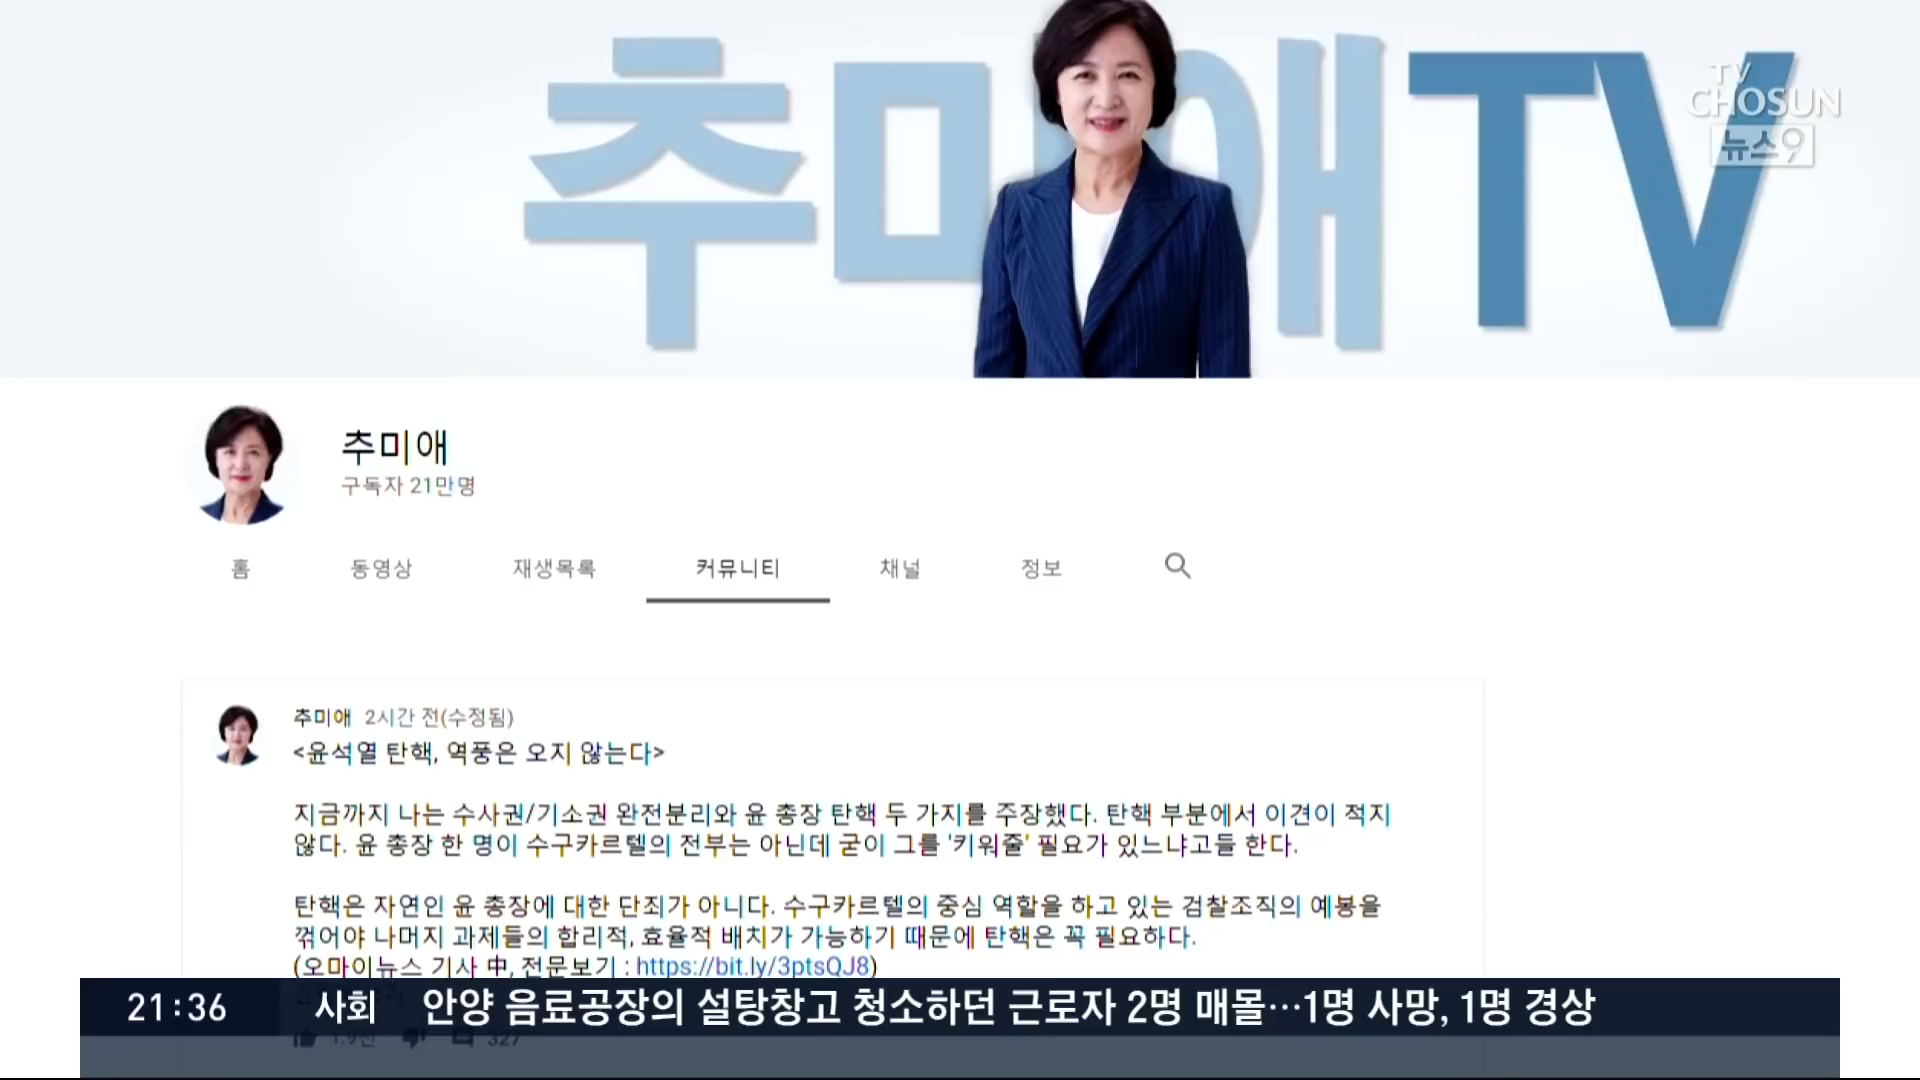 추미애TV
TV
CHOSUN
뉴스9
추미애
구독자 21만명
홈 동영상 재생목록 커뮤니티 채널 정보
추미애 2시간 전(수정됨)
<윤석열 탄핵, 역풍은 오지 않는다>
지금까지 나는 수사권/기소권 완전분리와 윤 총장 탄핵 두 가지를 주장했다. 탄핵 부분에서 이견이 적지
않다. 윤 총장 한 명이 수구카르텔의 전부는 아닌데 굳이 그를 '키워줄' 필요가 있느냐고들 한다.
탄핵은 자연인 윤 총장에 대한 단죄가 아니다. 수구카르텔의 중심 역할을 하고 있는 검찰조직의 예봉을
꺾어야 나머지 과제들의 합리적, 효율적 배치가 가능하기 때문에 탄핵은 꼭 필요하다.
(오마이뉴스 기사 中, 전문보기 : https://bit.ly/3ptsQJ8)
21:36 사회 안양 음료공장의 설탕창고 청소하던 근로자 2명 매몰…1명 사망, 1명 경상
1.9천 327